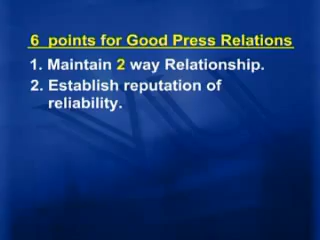 6 points for Good Press Relations
1. Maintain 2 way Relationship.
2. Establish reputation of
reliability.